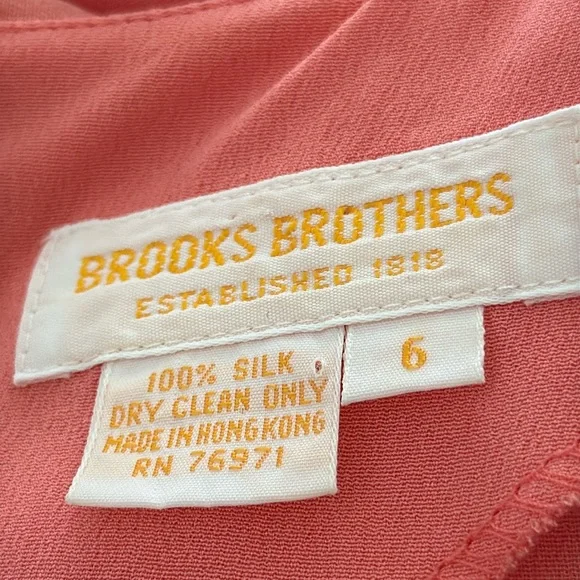 BROOKS BROTHERS
ESTABLISHED 1818
6
100% SILK
DRY CLEAN ONLY
MADE IN HONG KONG
RN 76971